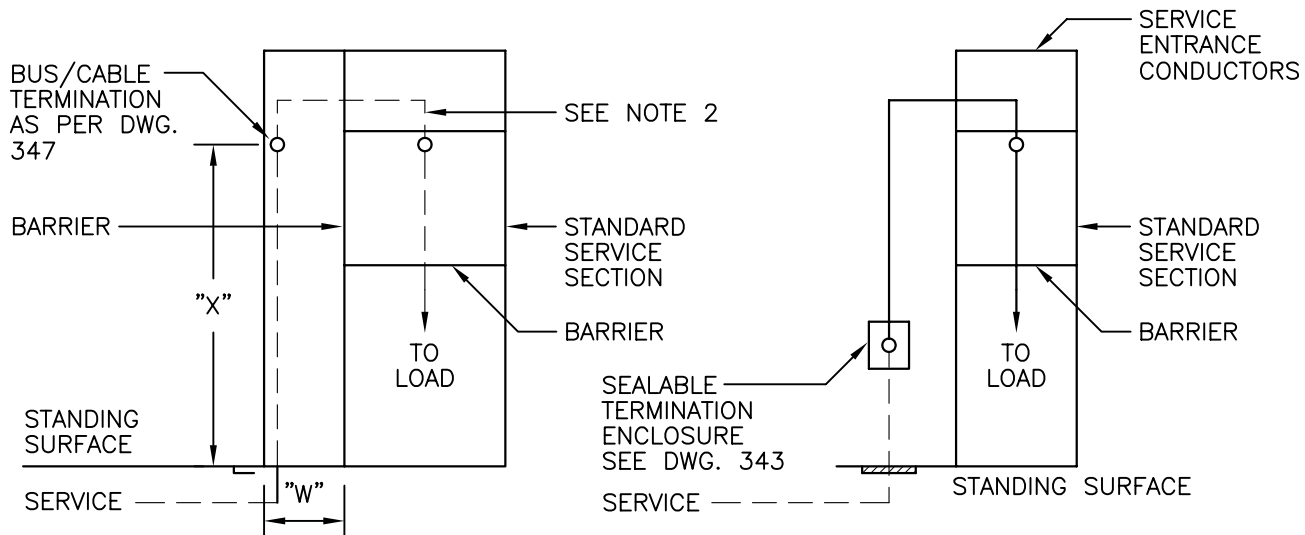 BUS/CABLE
TERMINATION
AS PER DWG.
347
SEE NOTE 2
BARRIER
STANDARD
SERVICE
SECTION
"X"
BARRIER
TO
LOAD
STANDING
SURFACE
SERVICE
"W"
SERVICE
ENTRANCE
CONDUCTORS
STANDARD
SERVICE
SECTION
BARRIER
TO
LOAD
SEALABLE
TERMINATION
ENCLOSURE
SEE DWG. 343
SERVICE
STANDING SURFACE